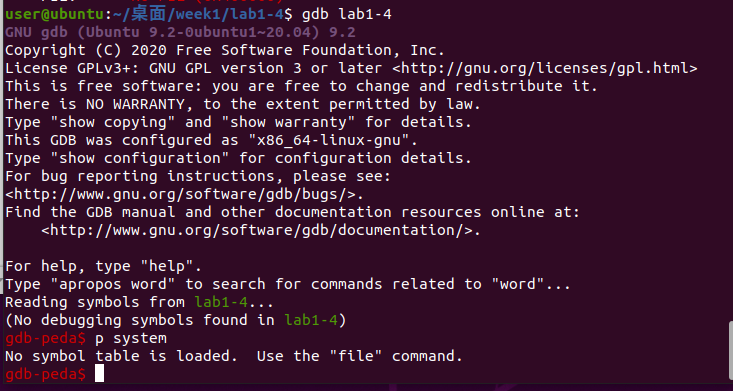 user@ubuntu:~/桌面/week1/lab1-4$ gdb lab1-4
GNU gdb (Ubuntu 9.2-0ubuntu1~20.04) 9.2
Copyright (C) 2020 Free Software Foundation, Inc.
License GPLv3+: GNU GPL version 3 or later <http://gnu.org/licenses/gpl.html>
This is free software: you are free to change and redistribute it.
There is NO WARRANTY, to the extent permitted by law.
Type "show copying" and "show warranty" for details.
This GDB was configured as "x86_64-linux-gnu".
Type "show configuration" for configuration details.
For bug reporting instructions, please see:
<http://www.gnu.org/software/gdb/bugs/>.
Find the GDB manual and other documentation resources online at:
    <http://www.gnu.org/software/gdb/documentation/>.

For help, type "help".
Type "apropos word" to search for commands related to "word"...
Reading symbols from lab1-4...
(No debugging symbols found in lab1-4)
gdb-peda$ p system
No symbol table is loaded.  Use the "file" command.
gdb-peda$